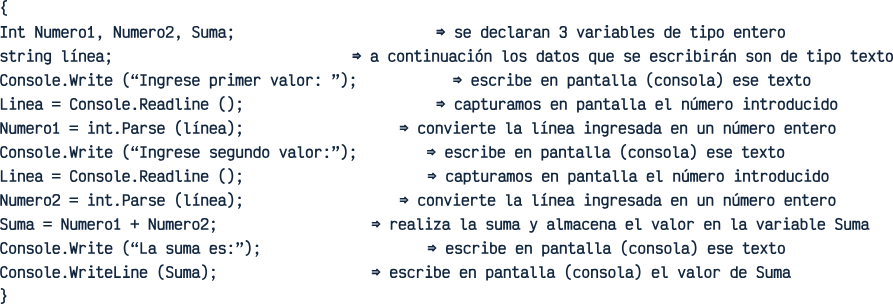 {
Int Numero1, Numero2, Suma; ⇒ se declaran 3 variables de tipo entero
string línea; ⇒ a continuación los datos que se escribirán son de tipo texto
Console.Write (“Ingrese primer valor: ”); ⇒ escribe en pantalla (consola) ese texto
Linea = Console.Readline (); ⇒ capturamos en pantalla el número introducido
Numero1 = int.Parse (línea); ⇒ convierte la línea ingresada en un número entero
Console.Write (“Ingrese segundo valor:”); ⇒ escribe en pantalla (consola) ese texto
Linea = Console.Readline (); ⇒ capturamos en pantalla el número introducido
Numero2 = int.Parse (línea); ⇒ convierte la línea ingresada en un número entero
Suma = Numero1 + Numero2; ⇒ realiza la suma y almacena el valor en la variable Suma
Console.Write (“La suma es:”); ⇒ escribe en pantalla (consola) ese texto
Console.WriteLine (Suma); ⇒ escribe en pantalla (consola) el valor de Suma
}